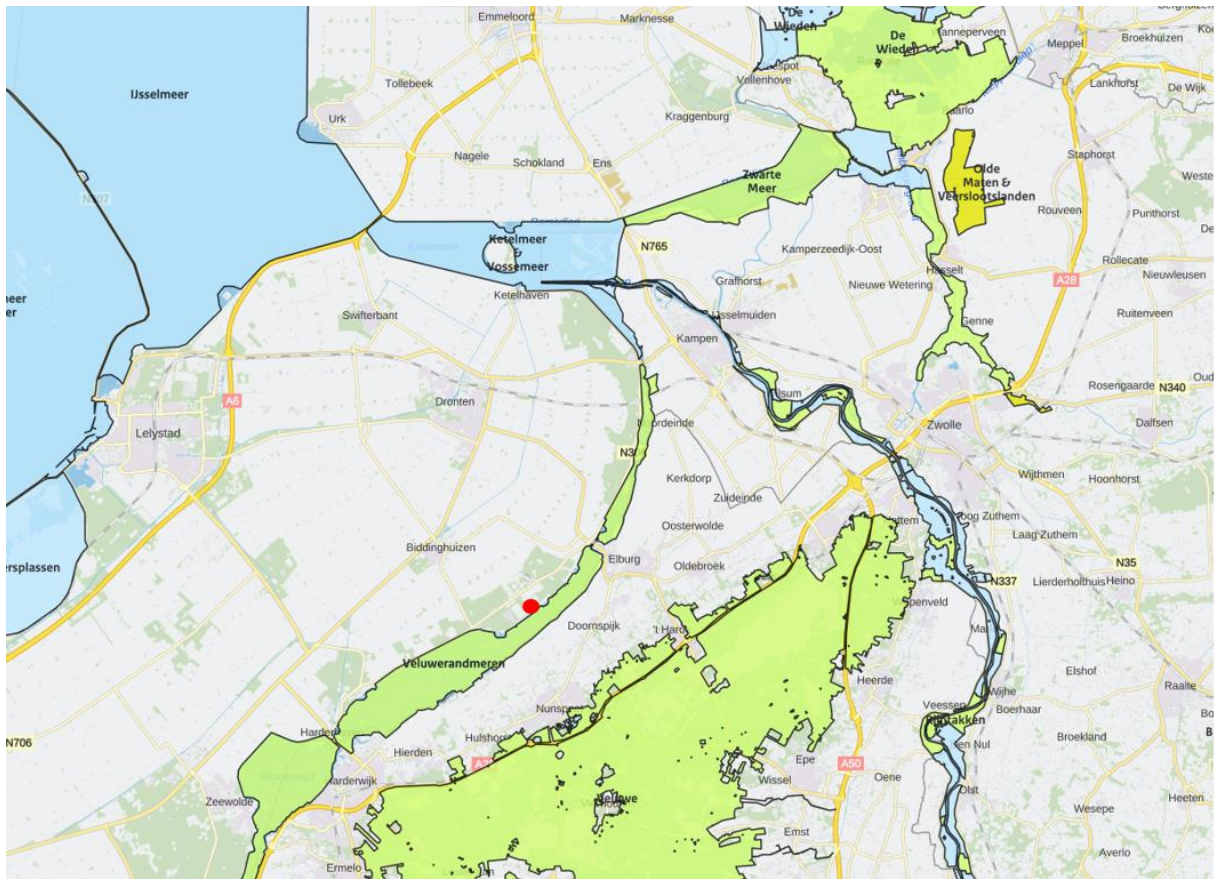 Emmeloord
Marknesse
De
Wieden
De
Wieden
Meppel
Broekhuizen
Tollebeek
IJsselmeer
Vollenhove
Lankhorst
De Wijk
Urk
Kraggenburg
Nagele
Schokland
Ens
Staphorst
Zwarte
Meer
Olde
Maten &
Veerslootslanden
Rouveen
Punthorst
Ketelmeer
&
Vossemeer
N765
Kamperzeedijk-Oost
Rollecate
Nieuwleusen
Grafhorst
Nieuwe Wetering
Hasselt
A28
Ketelhaven
Swifterbant
IJsselmuiden
Genne
Ruitenveen
Kampen
Rosengaarde
N340
A6
Dronten
Lelystad
Zwolle
Dalfsen
Wijthmen
Hoonhorst
Kerkdorp
Zuideinde
Oosterwolde
Laag Zuthem
Biddinghuizen
Elburg
Oldebroek
N35
N337
Lierderholthuis
Heino
Doornspijk
Veluwerandmeren
Heerde
Elshof
Raalte
Wijhe
Veessen
Boerhaar
N706
Hulshorst
Hierden
Broekland
Epe
Wissel
A50
Oene
Zeewolde
Olst
Wesepe
Heeten
Emst
Ermelo
Averlo